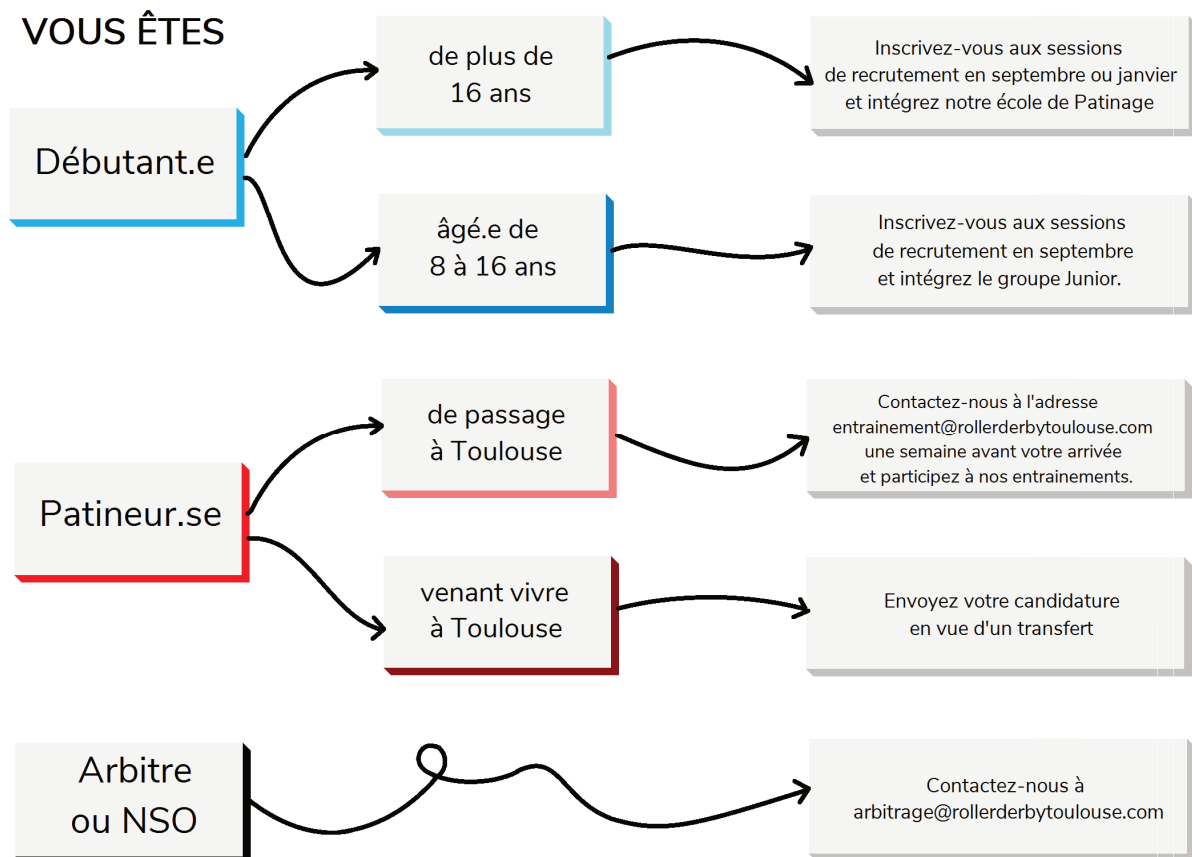 VOUS ÊTES
Débutant.e
de plus de
16 ans
Inscrivez-vous aux sessions
de recrutement en septembre ou janvier
et intégrez notre école de Patinage
âgé.e de
8 à 16 ans
Inscrivez-vous aux sessions
de recrutement en septembre
et intégrez le groupe Junior.
Patineur.se
de passage
à Toulouse
Contactez-nous à l'adresse
entrainement@rollerderbytoulouse.com
une semaine avant votre arrivée
et participez à nos entrainements.
venant vivre
à Toulouse
Envoyez votre candidature
en vue d'un transfert
Arbitre
ou NSO
Contactez-nous à
arbitrage@rollerderbytoulouse.com